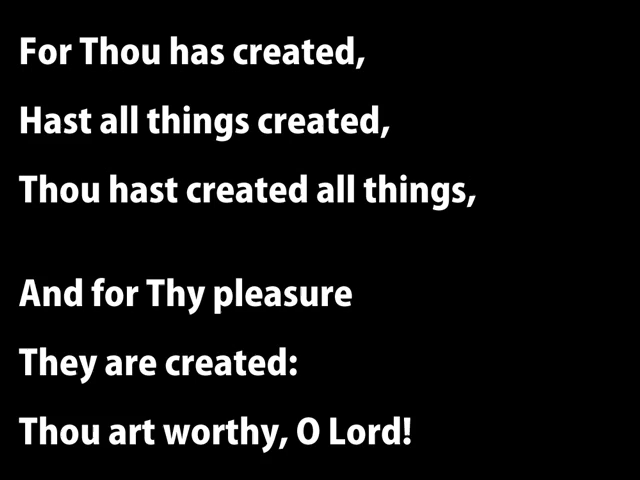 For Thou has created,
Hast all things created,
Thou hast created all things,
And for Thy pleasure
They are created:
Thou art worthy, O Lord!